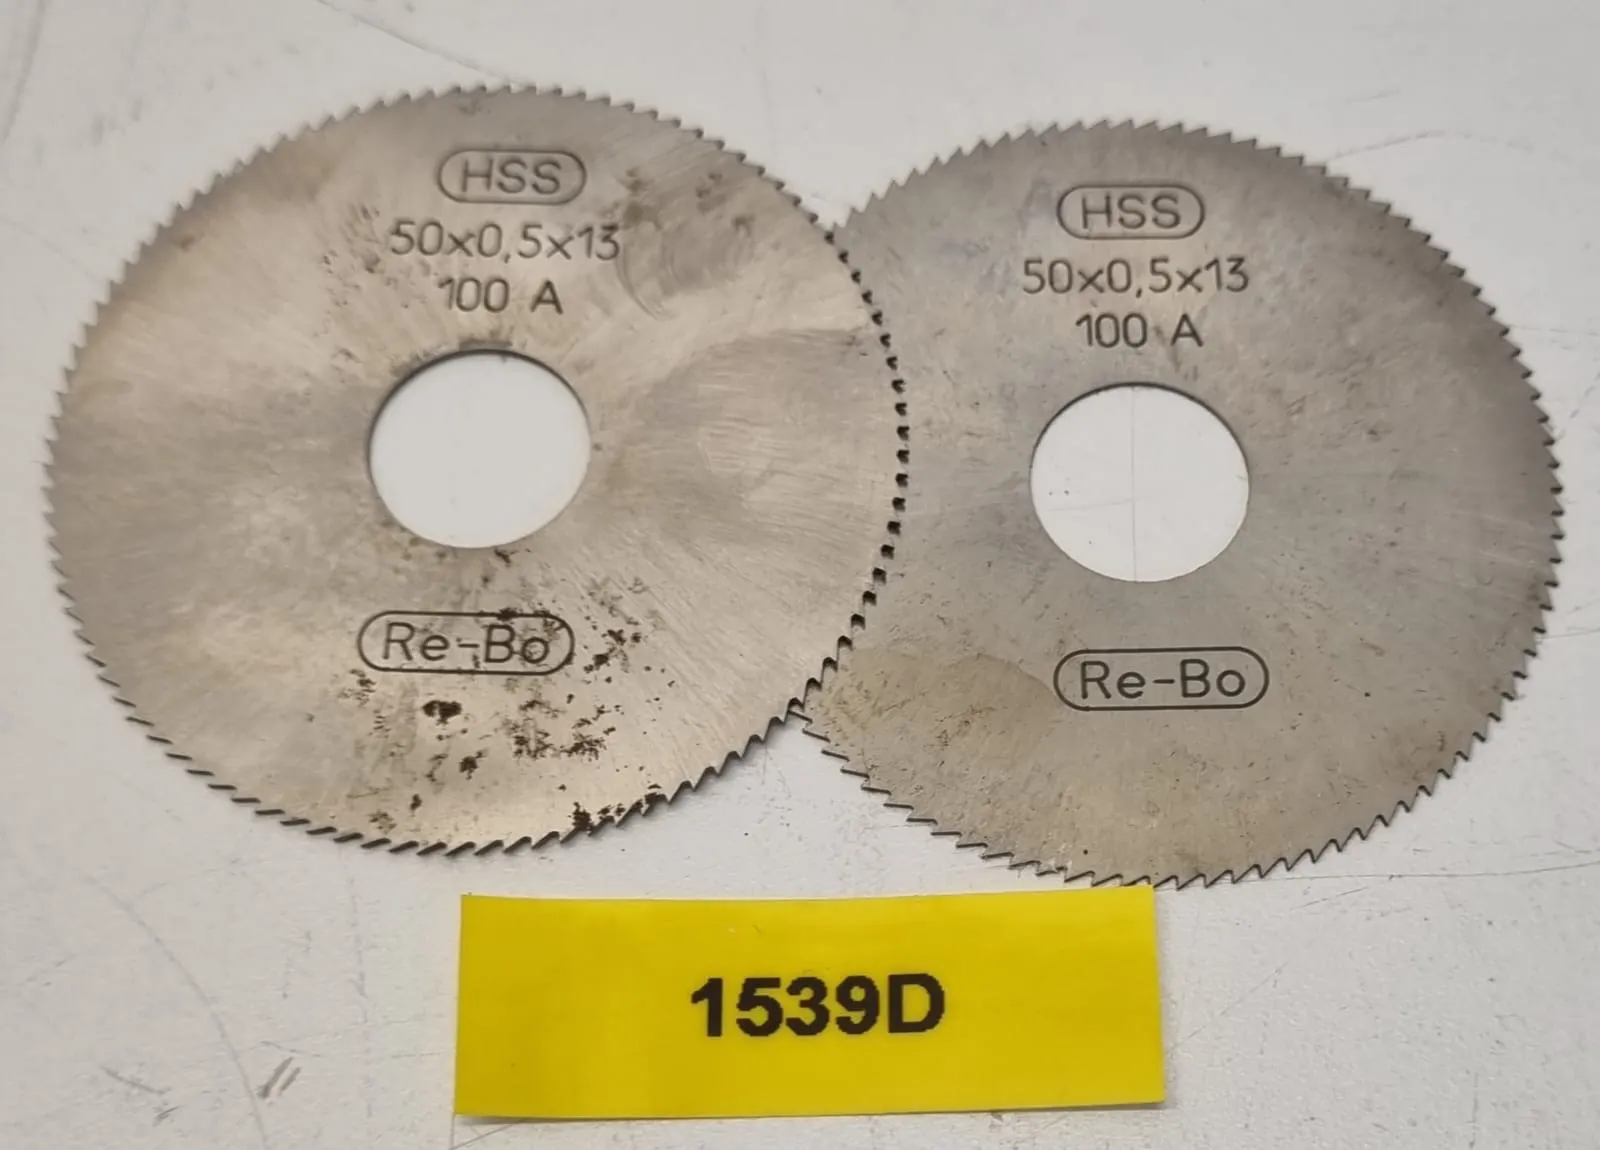 HSS
50x0,5x13
100 A
Re-Bo
HSS
50x0,5x13
100 A
Re-Bo
1539D